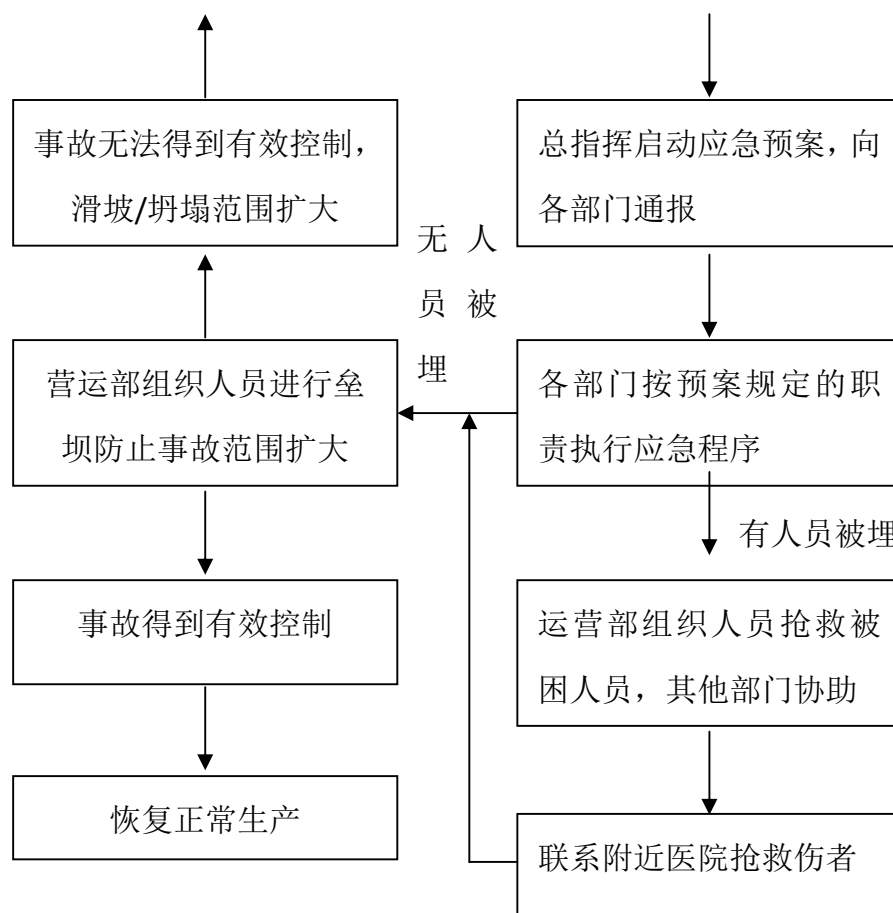 事故无法得到有效控制，
滑坡/坍塌范围扩大
总指挥启动应急预案，向
各部门通报
无人
员被
埋
营运部组织人员进行垒
坝防止事故范围扩大
各部门按预案规定的职
责执行应急程序
有人员被埋
事故得到有效控制
运营部组织人员抢救被
困人员，其他部门协助
恢复正常生产
联系附近医院抢救伤者